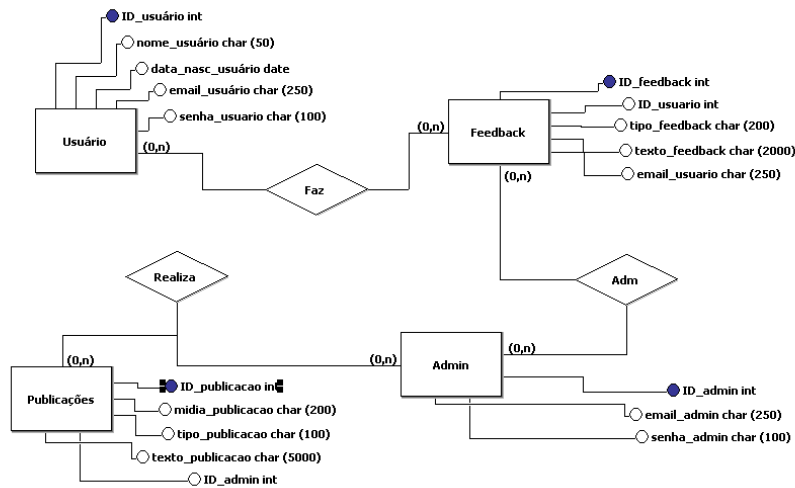 ID_usuário int
nome_usuário char (50)
data_nasc_usuário date
email_usuário char (250)
senha_usuario char (100)
Usuário
(0,n)
Faz
(0,n)
Feedback
ID_feedback int
ID_usuario int
tipo_feedback char (200)
texto_feedback char (2000)
email_usuario char (250)
(0,n)
Realiza
Adm
(0,n)
(0,n)
(0,n)
Admin
Publicações
ID_publicacao int
midia_publicacao char (200)
tipo_publicacao char (100)
texto_publicacao char (5000)
ID_admin int
ID_admin int
email_admin char (250)
senha_admin char (100)